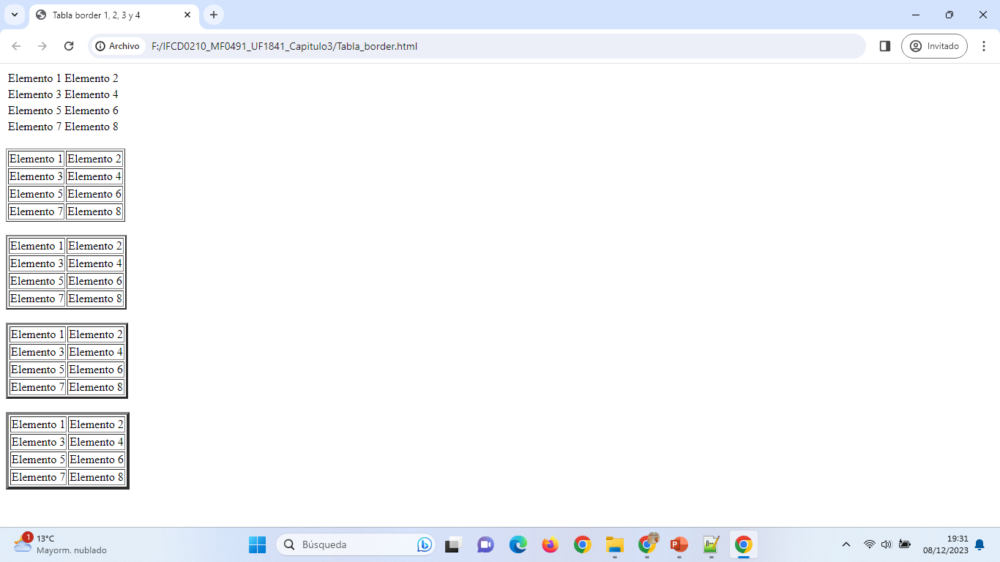 Tabla border 1, 2, 3 y 4
Archivo
F:/IFCD0210_MF0491_UF1841_Capitulo3/Tabla_border.html
Invitado
Elemento 1 Elemento 2
Elemento 3 Elemento 4
Elemento 5 Elemento 6
Elemento 7 Elemento 8
Elemento 1 Elemento 2
Elemento 3 Elemento 4
Elemento 5 Elemento 6
Elemento 7 Elemento 8
Elemento 1 Elemento 2
Elemento 3 Elemento 4
Elemento 5 Elemento 6
Elemento 7 Elemento 8
Elemento 1 Elemento 2
Elemento 3 Elemento 4
Elemento 5 Elemento 6
Elemento 7 Elemento 8
Elemento 1 Elemento 2
Elemento 3 Elemento 4
Elemento 5 Elemento 6
Elemento 7 Elemento 8
1
13°C
Mayorm. nublado
Búsqueda
19:31
08/12/2023